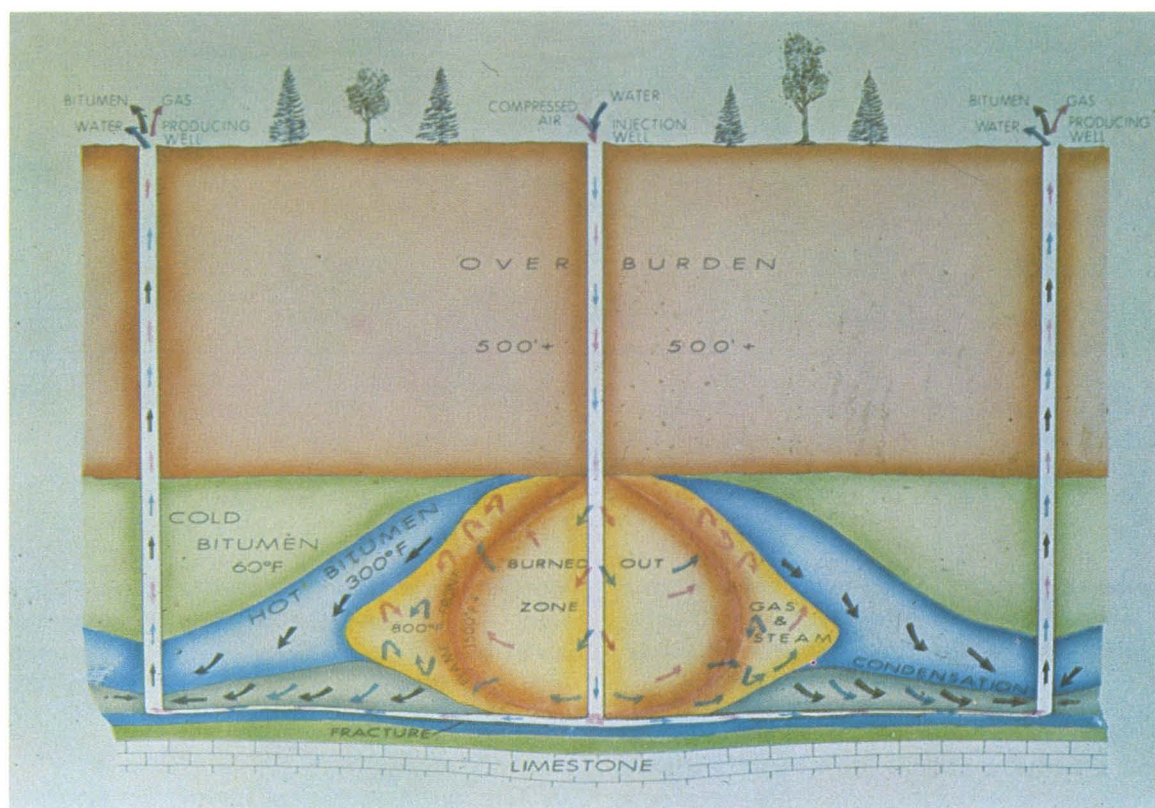 BITUMEN GAS
WATER PRODUCING
WELL
COMPRESSED WATER
AIR INJECTION
WELL
BITUMEN GAS
WATER PRODUCING
WELL
OVER BURDEN
500'+ 500'+
COLD
BITUMEN
60°F
HOT BITUMEN
300°F
BURNED OUT
ZONE
800°F
1500°F+
GAS
&
STEAM
CONDENSATION
FRACTURE
LIMESTONE